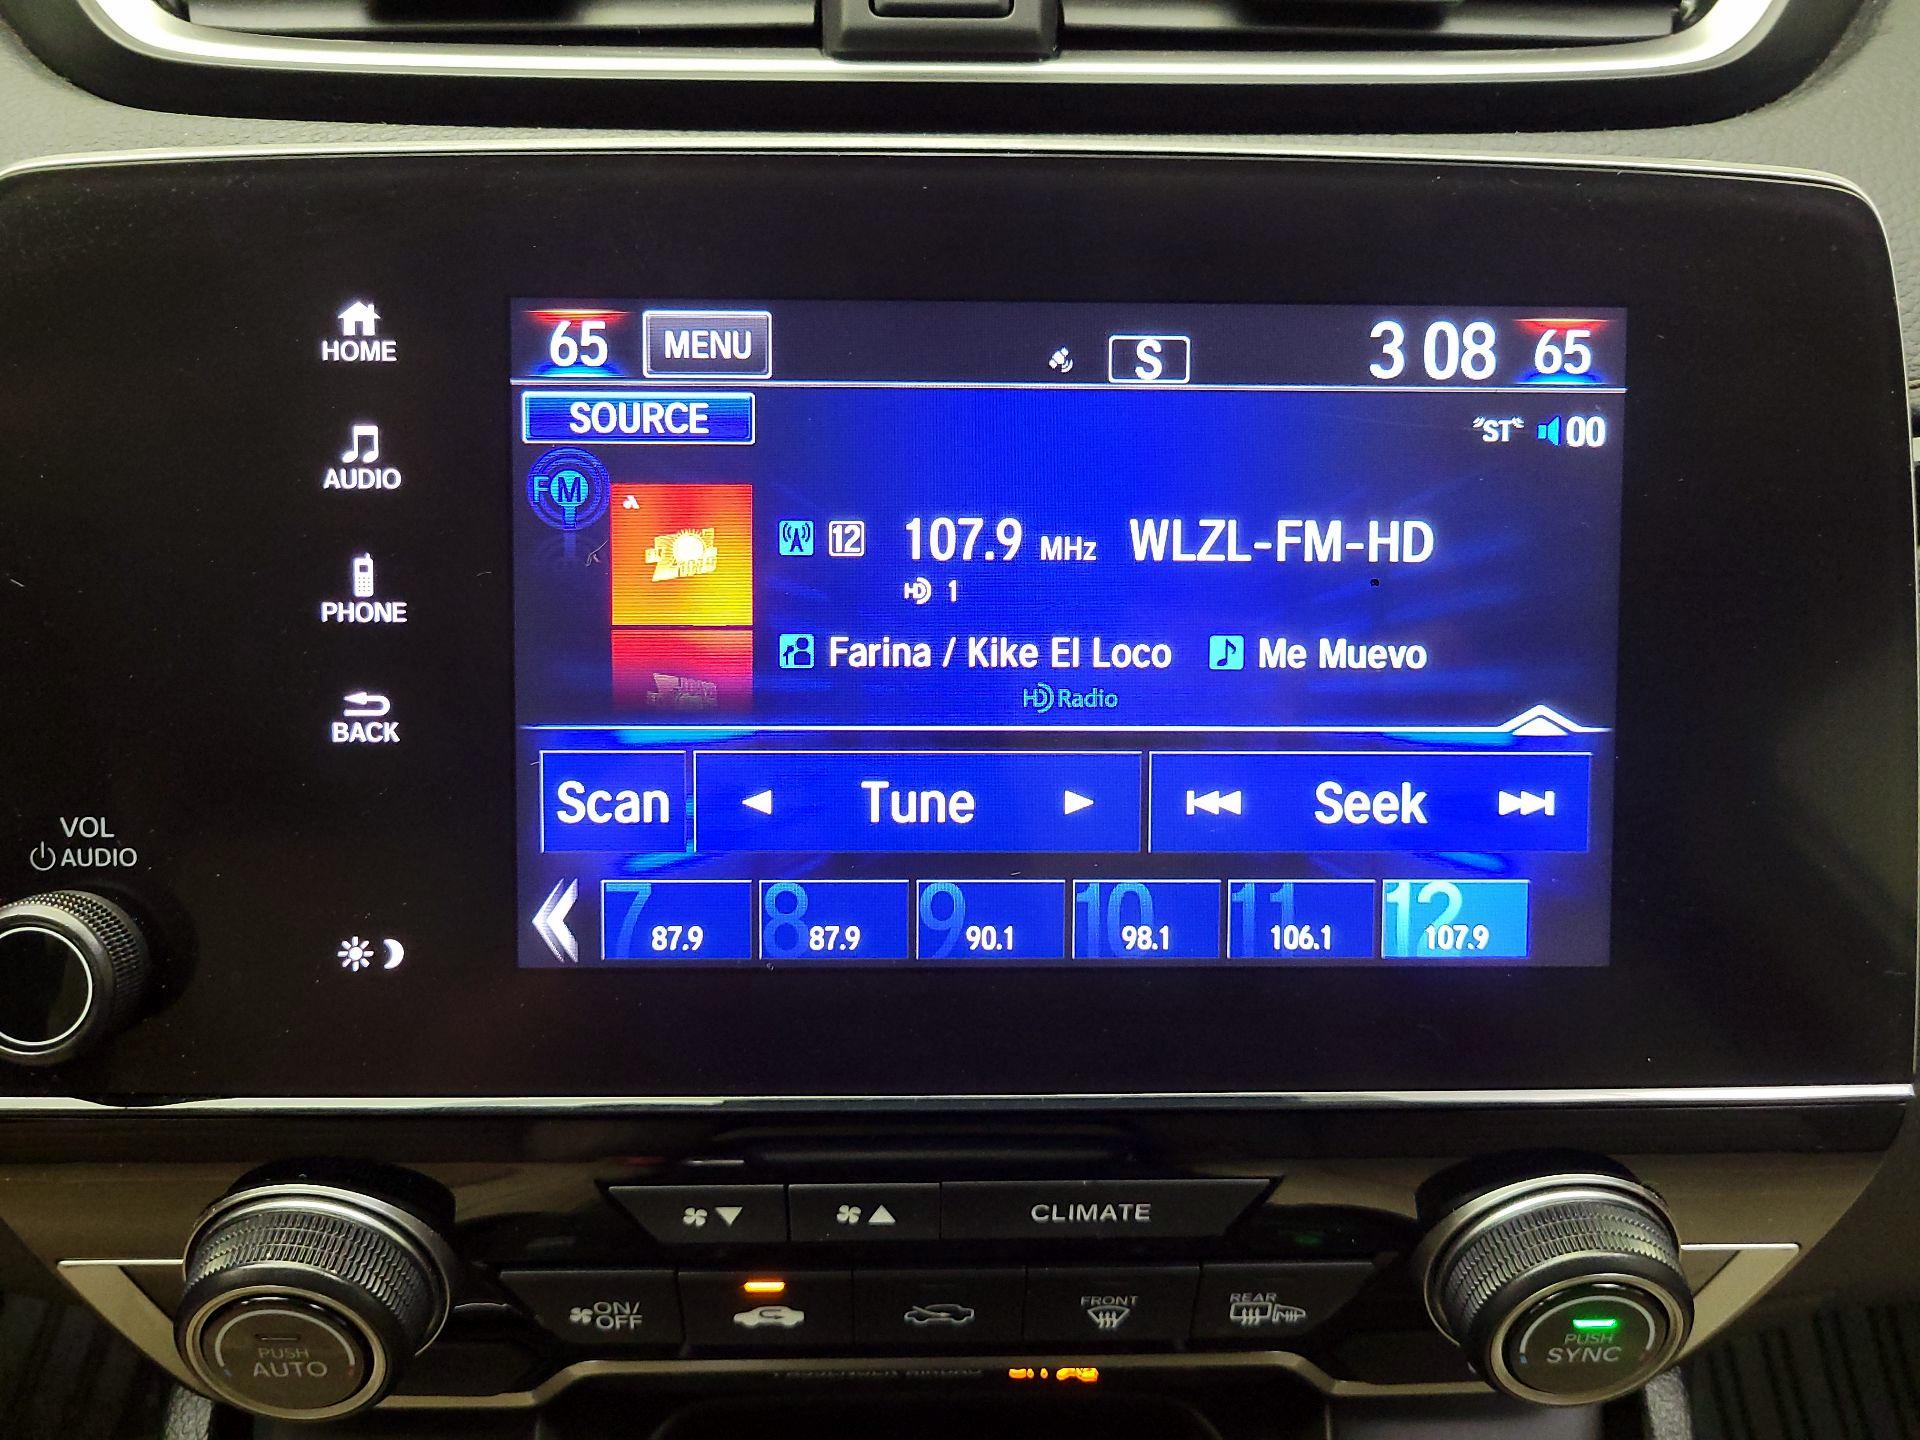 HOME
AUDIO
PHONE
BACK
VOL
AUDIO
65 MENU S 3 08 65
SOURCE
"ST" 00
FM
12 107.9 MHz WLZL-FM-HD
HD 1
Farina / Kike El Loco Me Muevo
HD Radio
Scan Tune Seek
7 87.9 8 87.9 9 90.1 10 98.1 11 106.1 12 107.9
CLIMATE
ON/
OFF
FRONT
REAR
PUSH
AUTO
PUSH
SYNC